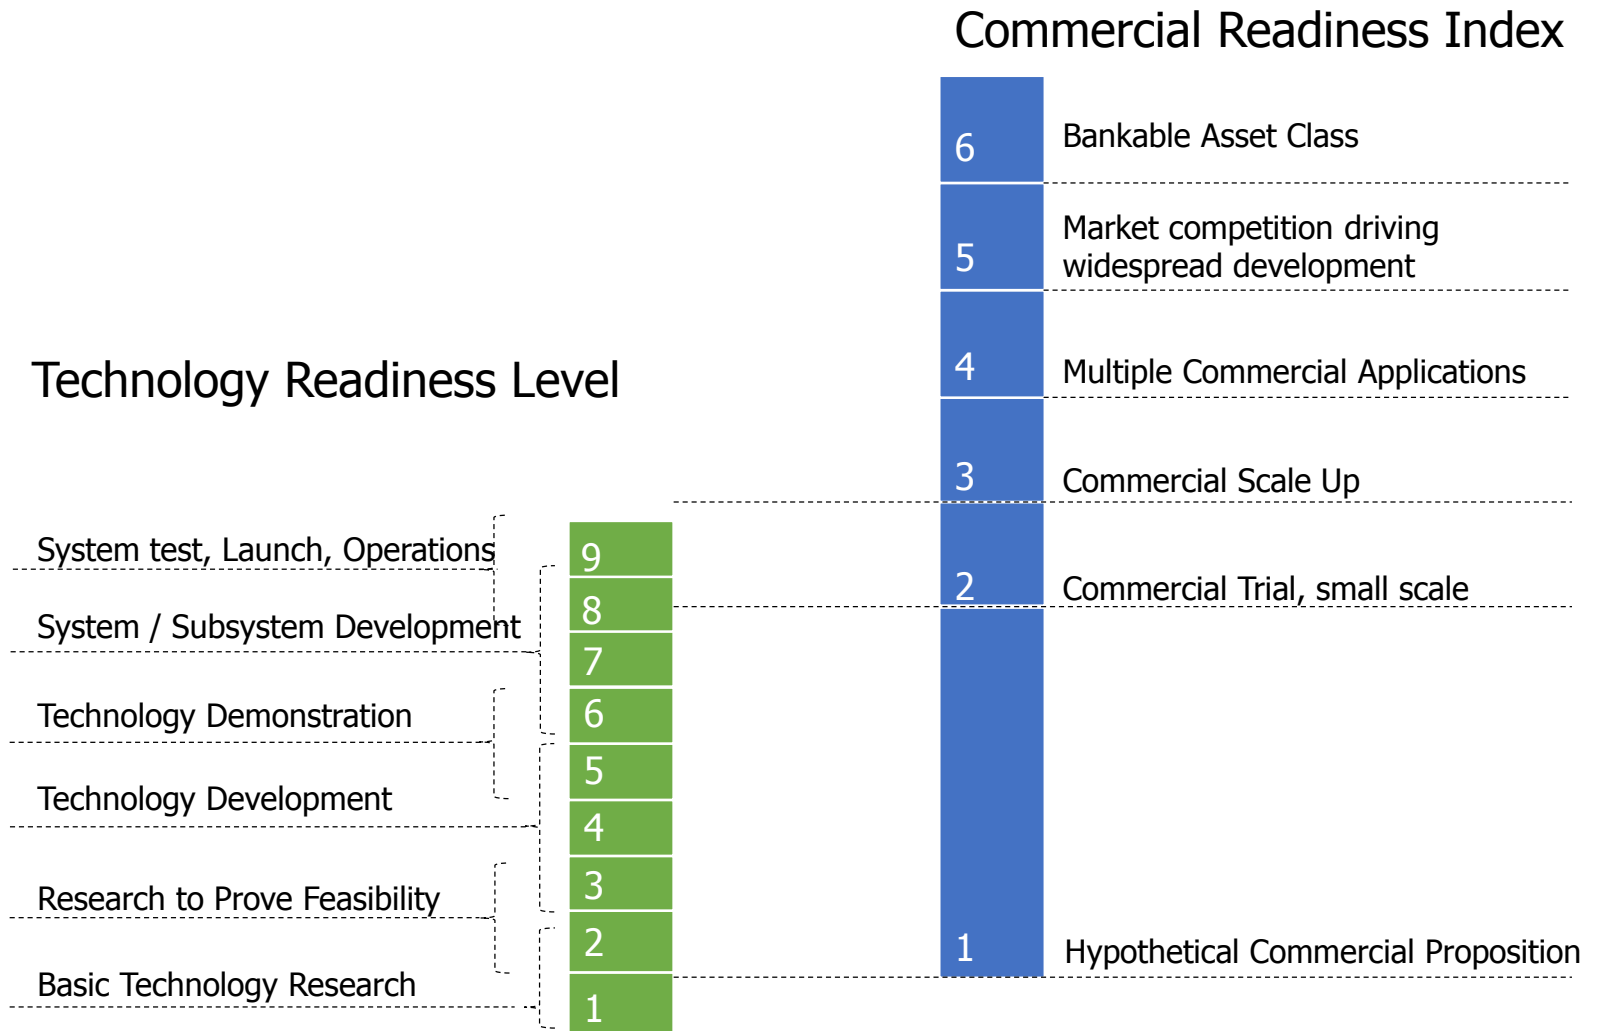 Commercial Readiness Index
6 Bankable Asset Class
5 Market competition driving
widespread development
4 Multiple Commercial Applications
3 Commercial Scale Up
2 Commercial Trial, small scale
1 Hypothetical Commercial Proposition
Technology Readiness Level
System test, Launch, Operations
System / Subsystem Development
Technology Demonstration
Technology Development
Research to Prove Feasibility
Basic Technology Research
9
8
7
6
5
4
3
2
1